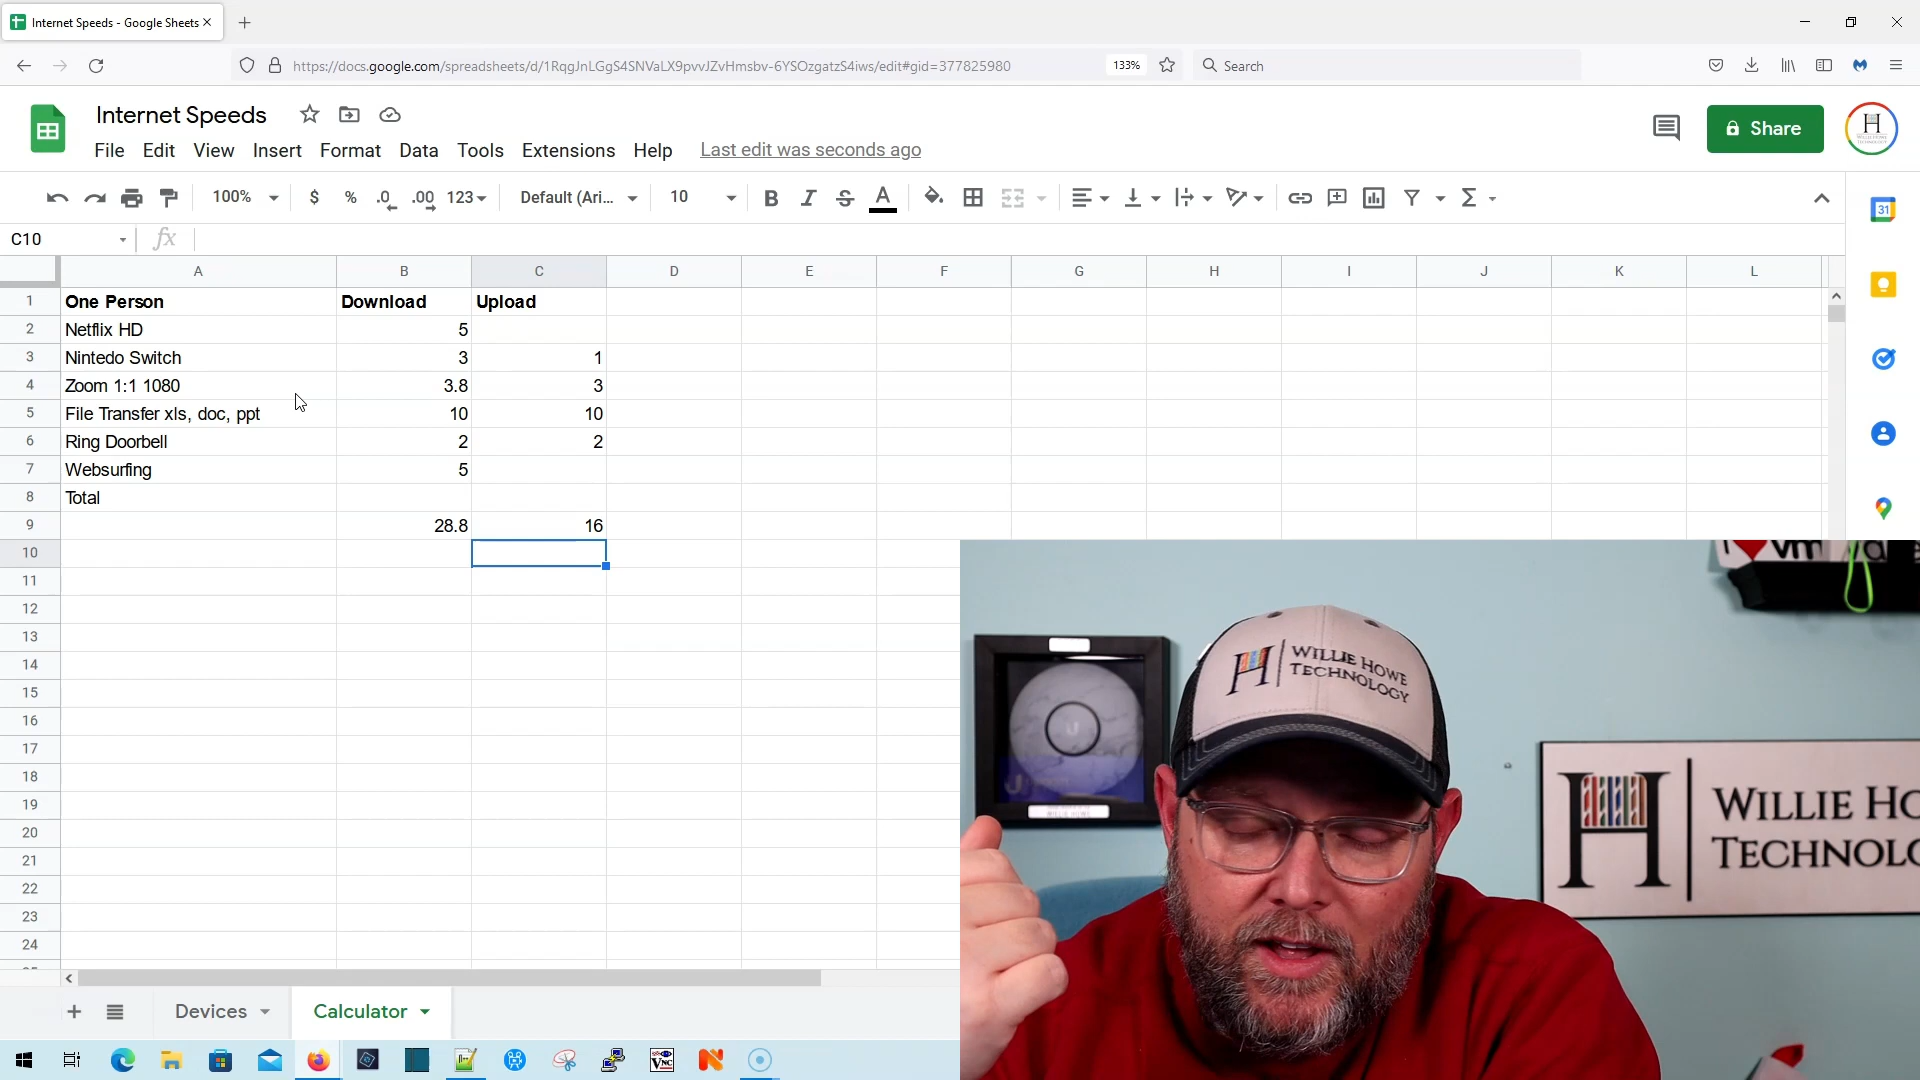 Internet Speeds - Google Sheets
https://docs.google.com/spreadsheets/d/1RqgJnLGgS4SNVaLX9pvvJZvHmsbv-6YSOzgatzS4iws/edit#gid=377825980
133%
Search
Internet Speeds
Share
File Edit View Insert Format Data Tools Extensions Help Last edit was seconds ago
100% $ % .0 .00 123 Default (Ari... 10 B I S A
31
C10 fx
A B C D E F G H I J K L
1 One Person Download Upload
2 Netflix HD 5
3 Nintedo Switch 3 1
4 Zoom 1:1 1080 3.8 3
5 File Transfer xls, doc, ppt 10 10
6 Ring Doorbell 2 2
7 Websurfing 5
8 Total
9 28.8 16
10
11
12
13
14
15
16
17
18
19
20
21
22
23
24
WILLIE HOWE
TECHNOLOGY
H
WILLIE HO
TECHNOLO
Devices Calculator